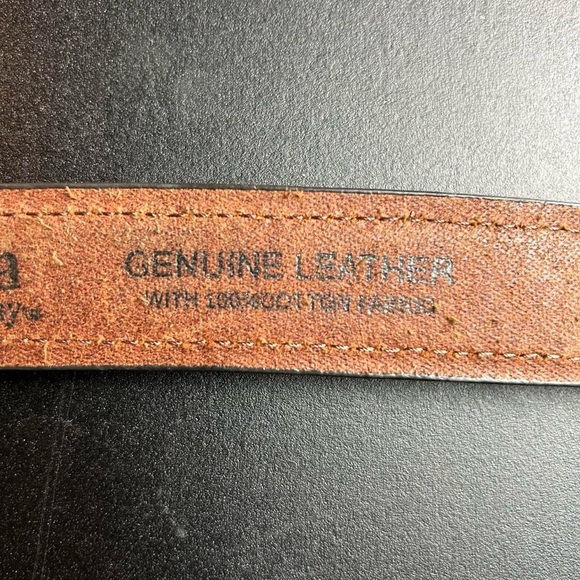 a
GENUINE LEATHER
y
WITH 100% COTTON FABRIC